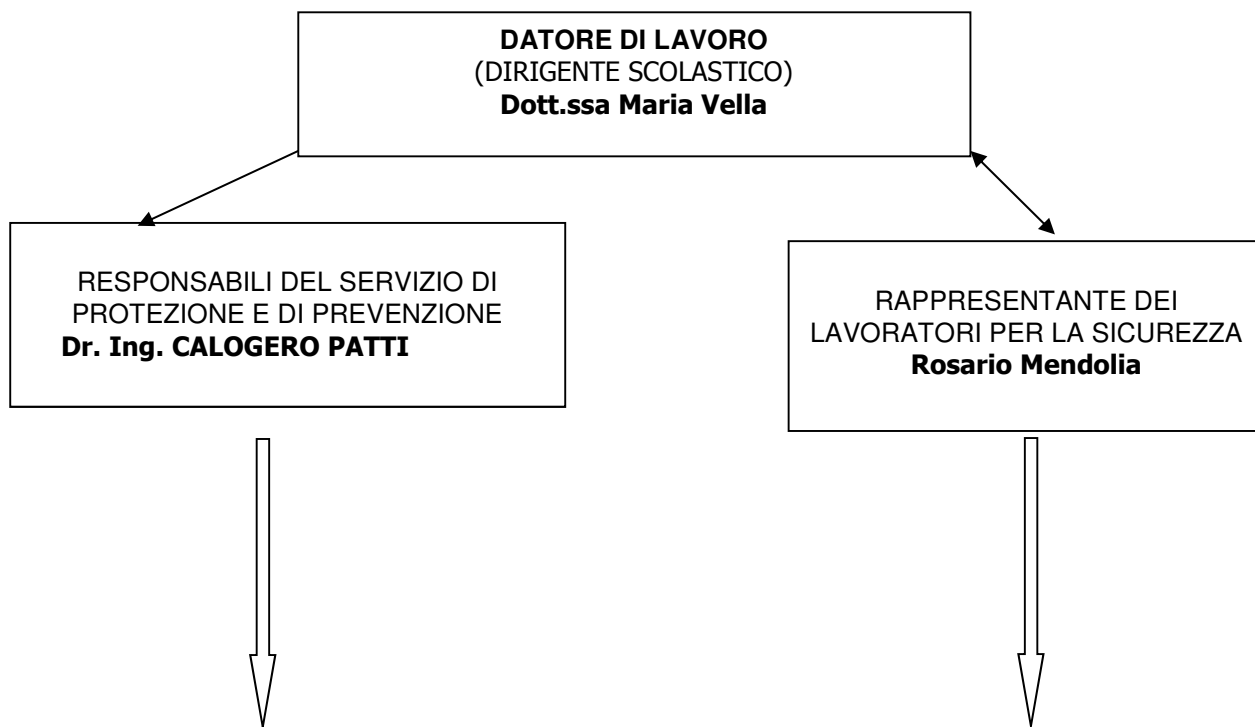 DATORE DI LAVORO
(DIRIGENTE SCOLASTICO)
Dott.ssa Maria Vella
RESPONSABILI DEL SERVIZIO DI
PROTEZIONE E DI PREVENZIONE
Dr. Ing. CALOGERO PATTI
RAPPRESENTANTE DEI
LAVORATORI PER LA SICUREZZA
Rosario Mendolia